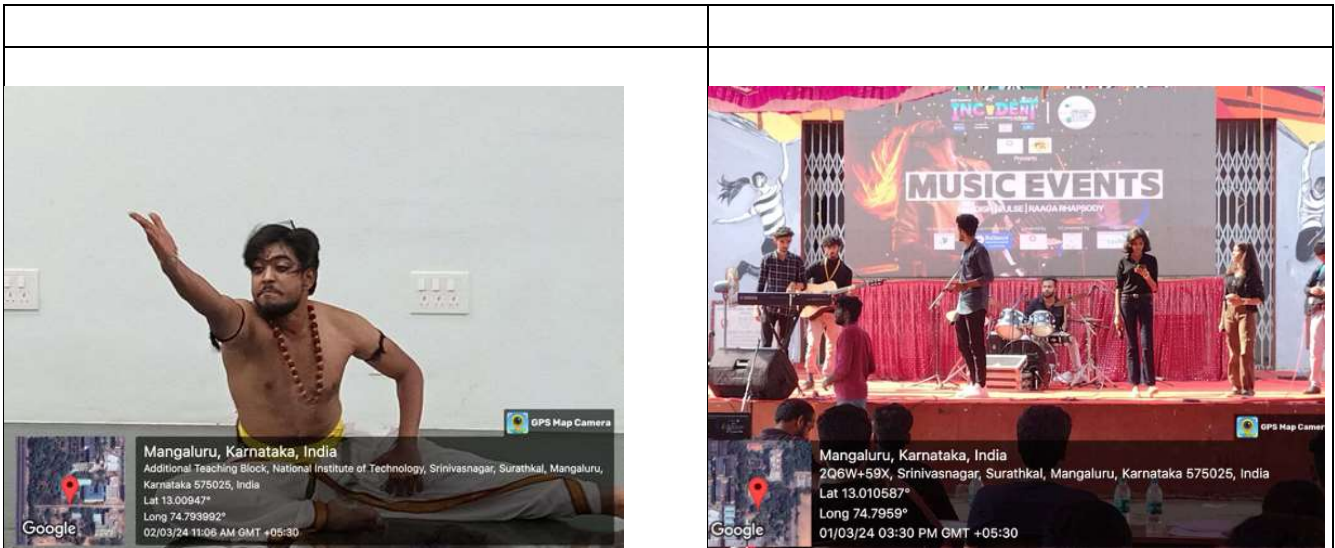 GPS Map Camera
Mangaluru, Karnataka, India
Additional Teaching Block, National Institute of Technology, Srinivasnagar, Surathkal, Mangaluru,
Karnataka 575025, India
Lat 13.00947°
Long 74.793992°
02/03/24 11:06 AM GMT +05:30
Google
INCIDENT
Presents
MUSIC EVENTS
PULSE | RAAGA RHAPSODY
GPS Map Camera
Mangaluru, Karnataka, India
2Q6W+59X, Srinivasnagar, Surathkal, Mangaluru, Karnataka 575025, India
Lat 13.010587°
Long 74.7959°
01/03/24 03:30 PM GMT +05:30
Google